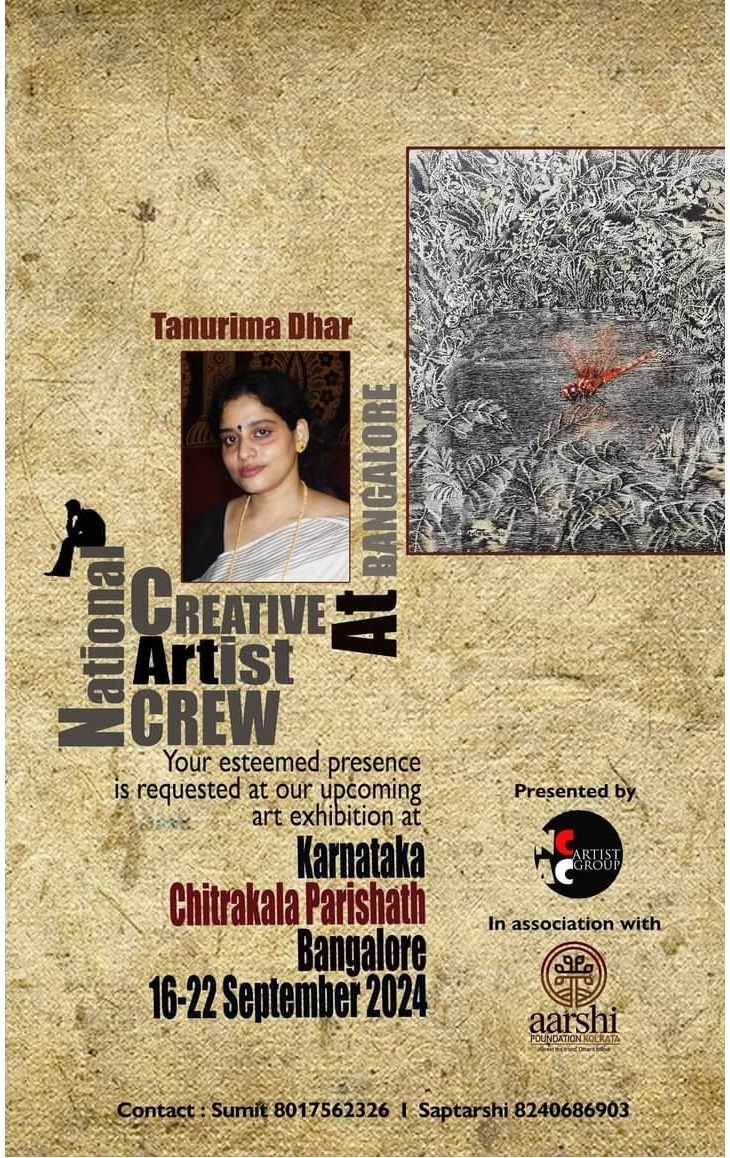 Tanurima Dhar
National
CREATIVE
Artist
CREW
At BANGALORE
Your esteemed presence
is requested at our upcoming
art exhibition at
Karnataka
Chitrakala Parishath
Bangalore
16-22 September 2024
Presented by
ARTIST
GROUP
In association with
aarshi
FOUNDATION KOLKATA
Contact : Sumit 8017562326 I Saptarshi 8240686903